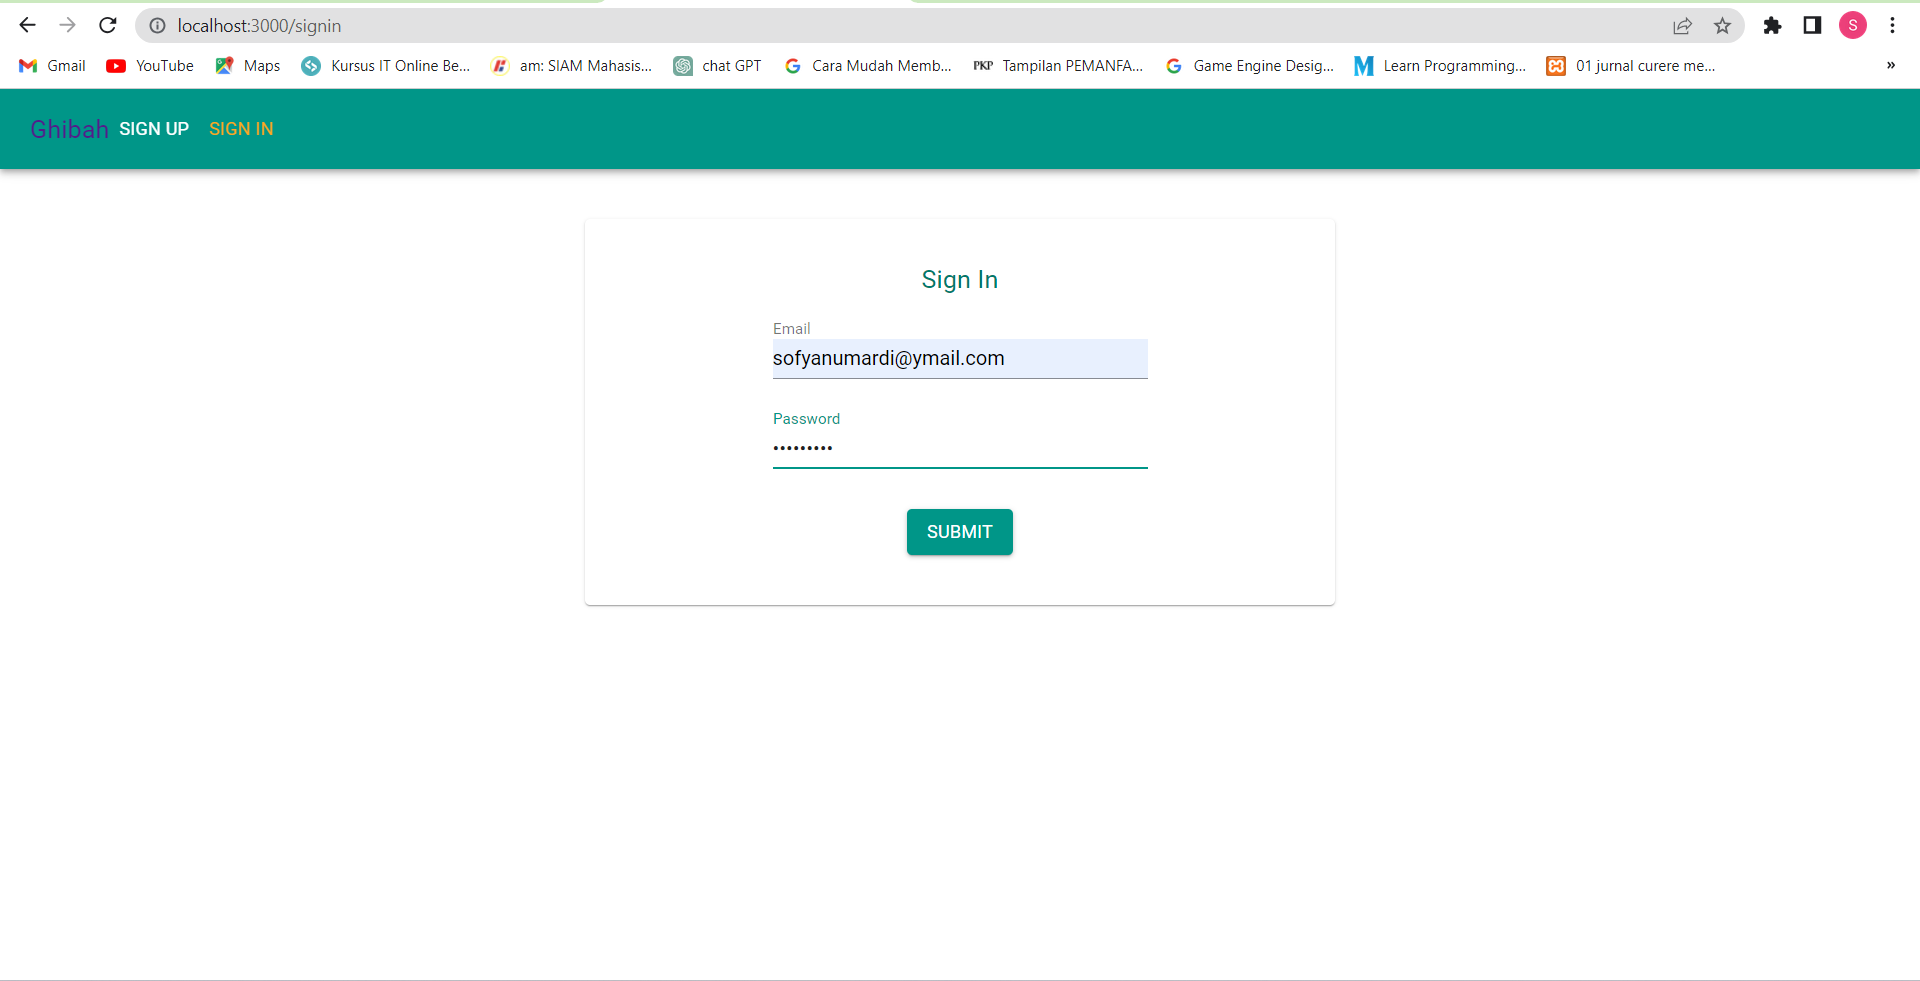 localhost:3000/signin
S
Gmail YouTube Maps Kursus IT Online Be... am: SIAM Mahasis... chat GPT Cara Mudah Memb... PKP Tampilan PEMANFA... Game Engine Desig... Learn Programming... 01 jurnal curere me... »
Ghibah SIGN UP SIGN IN
Sign In
Email
sofyanumardi@ymail.com
Password
•••••••••
SUBMIT